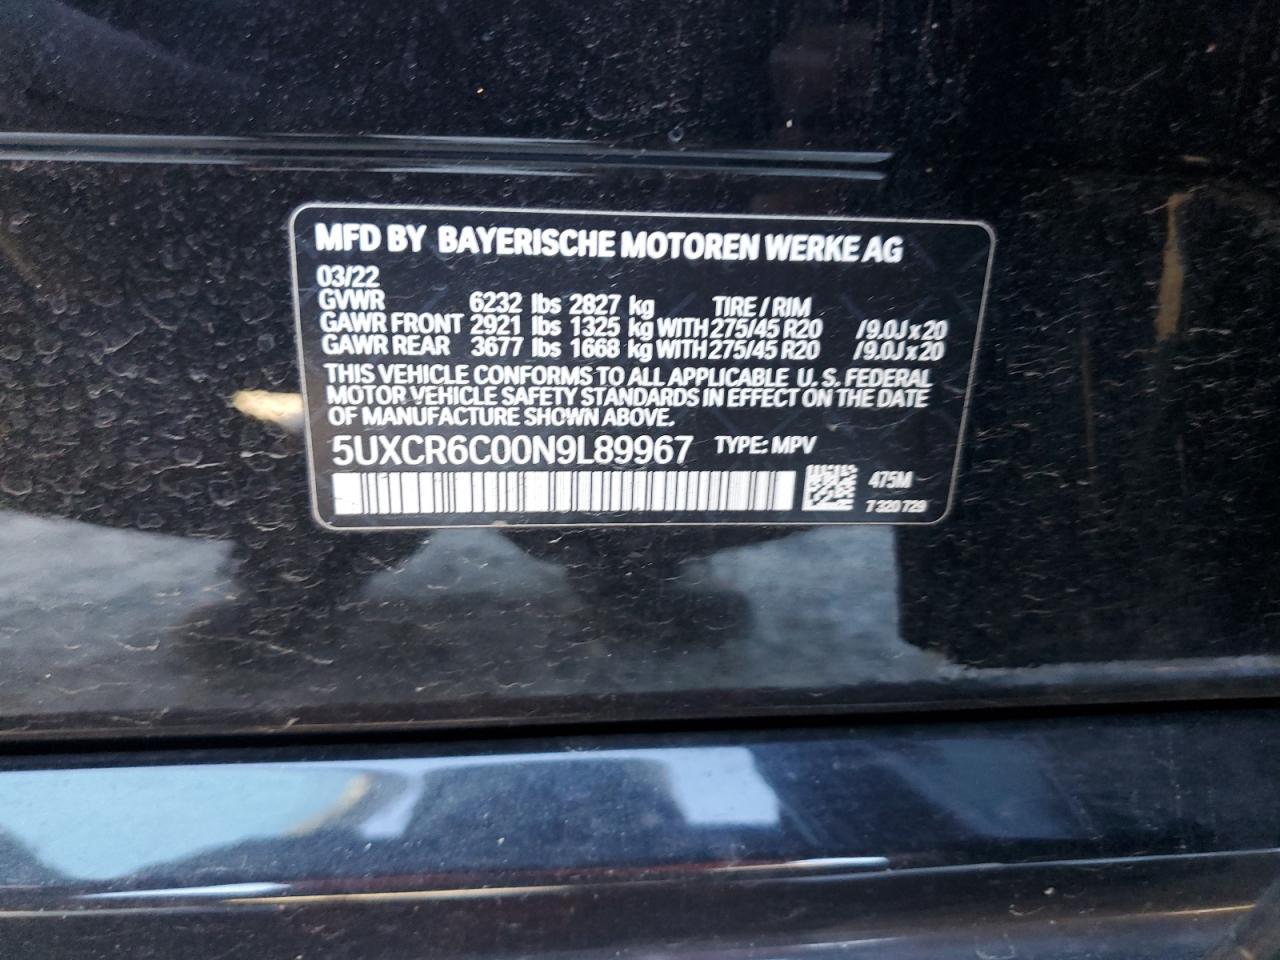 MFD BY BAYERISCHE MOTOREN WERKE AG
03/22
GVWR 6232 lbs 2827 kg TIRE / RIM
GAWR FRONT 2921 lbs 1325 kg WITH 275/45 R20 /9.0J x 20
GAWR REAR 3677 lbs 1668 kg WITH 275/45 R20 /9.0J x 20
THIS VEHICLE CONFORMS TO ALL APPLICABLE U.S. FEDERAL
MOTOR VEHICLE SAFETY STANDARDS IN EFFECT ON THE DATE
OF MANUFACTURE SHOWN ABOVE.
5UXCR6C00N9L89967 TYPE: MPV
475M
7 320 729